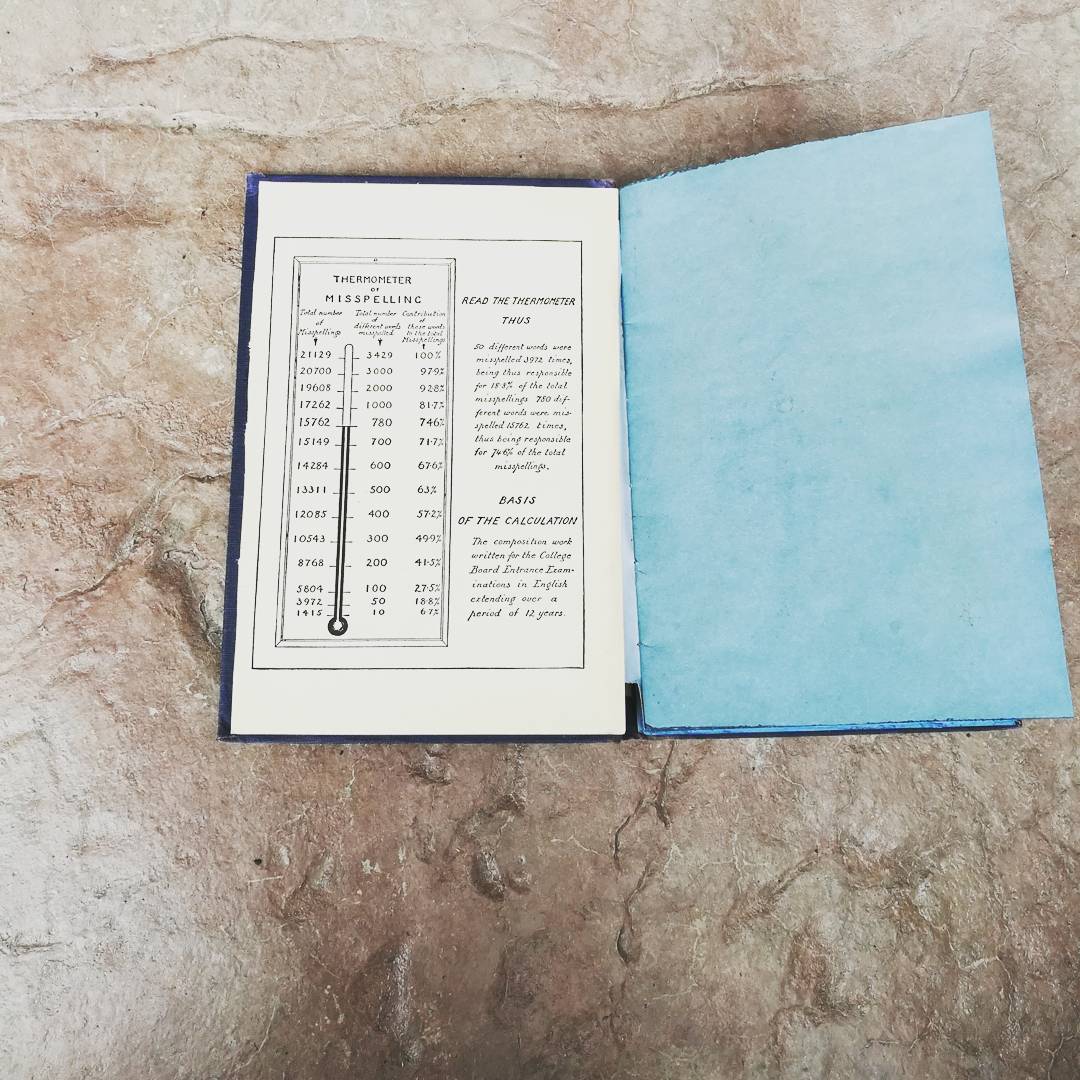 THERMOMETER
OF
MISSPELLING
Total number of Misspellings
Total number of different words misspelled
Contribution of these words to the total Misspellings
21129 3429 100%
20700 3000 97.9%
19608 2000 92.8%
17262 1000 81.7%
15762 780 74.6%
15149 700 71.7%
14284 600 67.6%
13311 500 63%
12085 400 57.2%
10543 300 49.9%
8768 200 41.5%
5804 100 27.5%
3972 50 18.8%
1415 10 6.7%
READ THE THERMOMETER
THUS
50 different words were
misspelled 3972 times,
being thus responsible
for 18.8% of the total
misspellings 780 dif-
ferent words were mis-
spelled 15762 times,
thus being responsible
for 74.6% of the total
misspellings.
BASIS
OF THE CALCULATION
The composition work
written for the College
Board Entrance Exam-
inations in English
extending over a
period of 12 years.